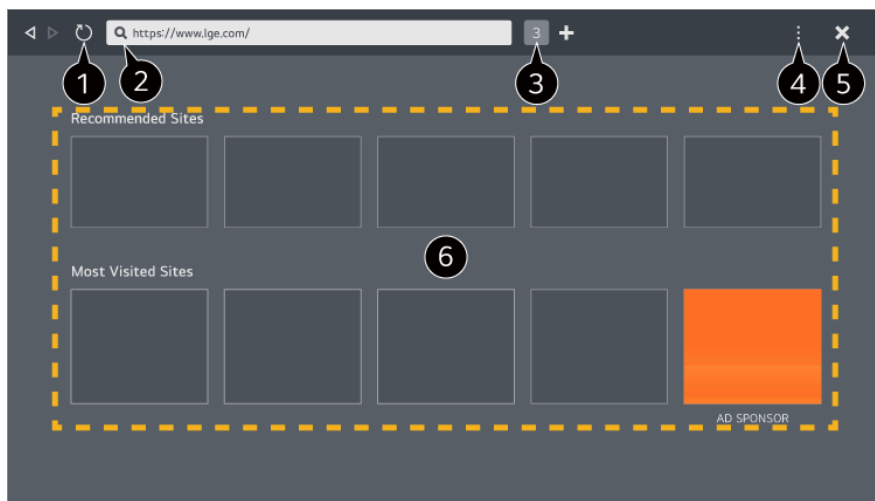 https://www.lge.com/ 3
1 2 3 4 5
Recommended Sites
6
Most Visited Sites
AD SPONSOR